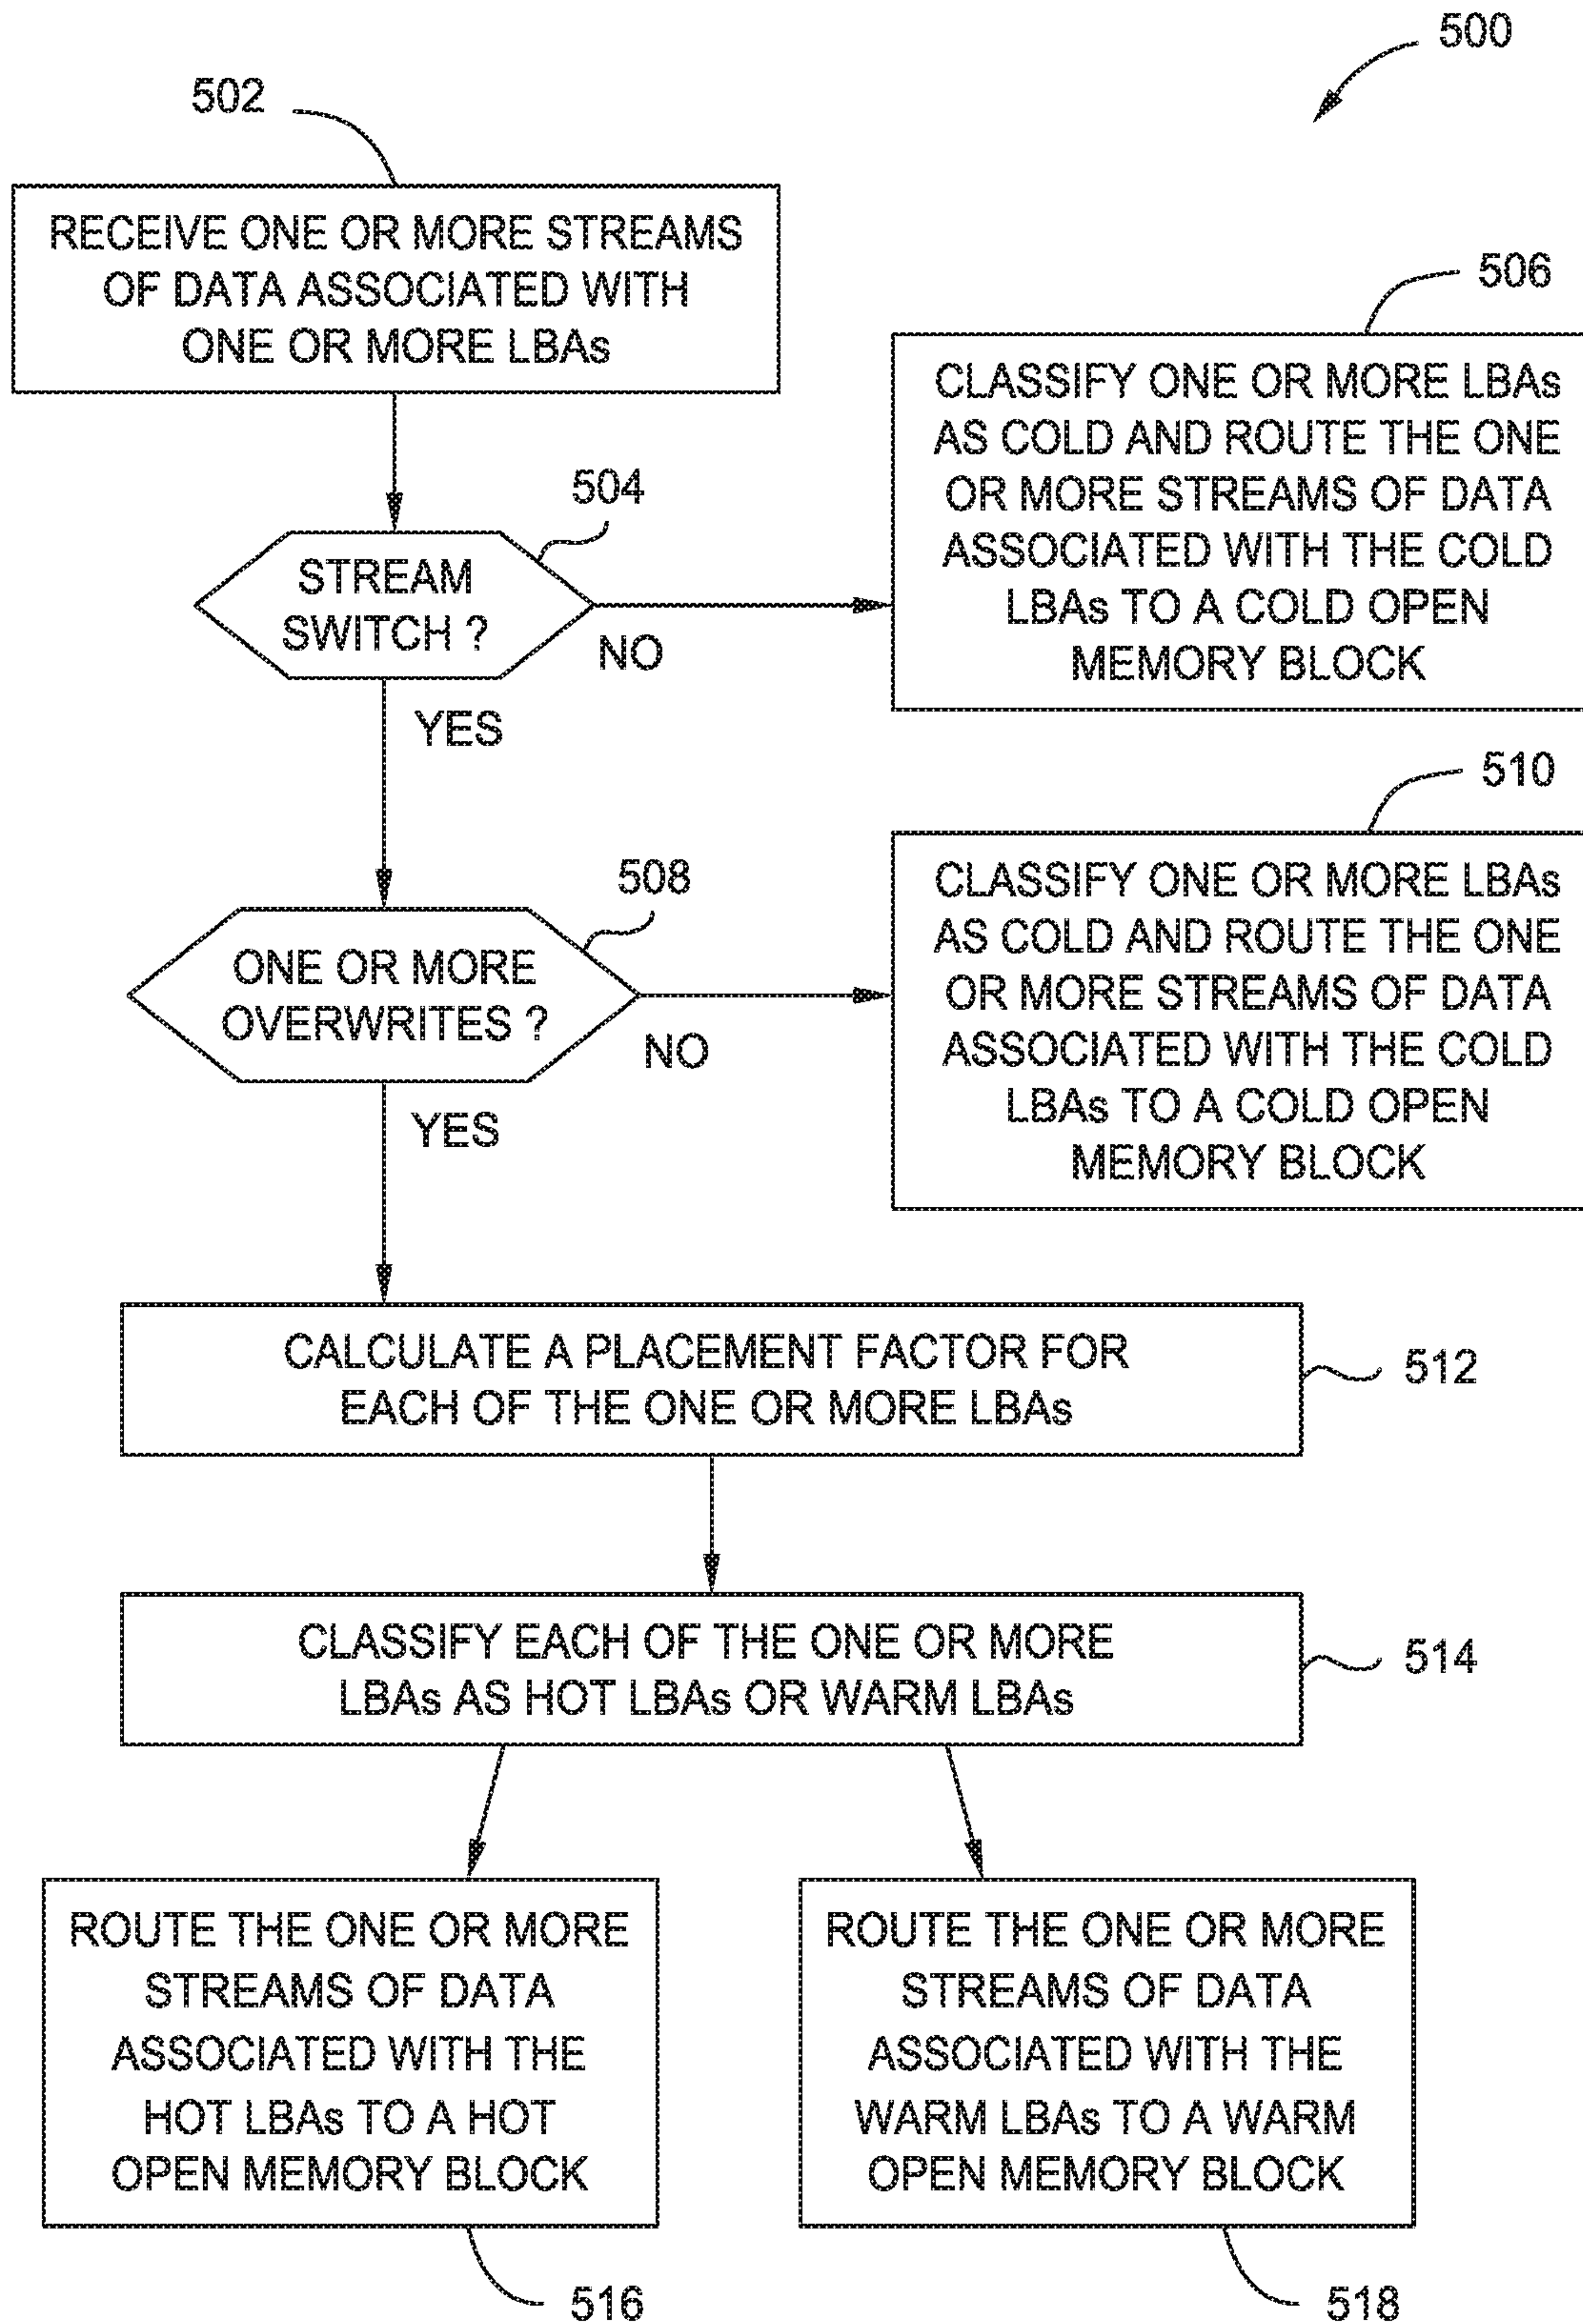 500
502
RECEIVE ONE OR MORE STREAMS
OF DATA ASSOCIATED WITH
ONE OR MORE LBAs
506
CLASSIFY ONE OR MORE LBAs
AS COLD AND ROUTE THE ONE
OR MORE STREAMS OF DATA
ASSOCIATED WITH THE COLD
LBAs TO A COLD OPEN
MEMORY BLOCK
504
STREAM
SWITCH ?
NO
YES
510
CLASSIFY ONE OR MORE LBAs
AS COLD AND ROUTE THE ONE
OR MORE STREAMS OF DATA
ASSOCIATED WITH THE COLD
LBAs TO A COLD OPEN
MEMORY BLOCK
508
ONE OR MORE
OVERWRITES ?
NO
YES
CALCULATE A PLACEMENT FACTOR FOR
EACH OF THE ONE OR MORE LBAs
512
CLASSIFY EACH OF THE ONE OR MORE
LBAs AS HOT LBAs OR WARM LBAs
514
ROUTE THE ONE OR MORE
STREAMS OF DATA
ASSOCIATED WITH THE
HOT LBAs TO A HOT
OPEN MEMORY BLOCK
516
ROUTE THE ONE OR MORE
STREAMS OF DATA
ASSOCIATED WITH THE
WARM LBAs TO A WARM
OPEN MEMORY BLOCK
518